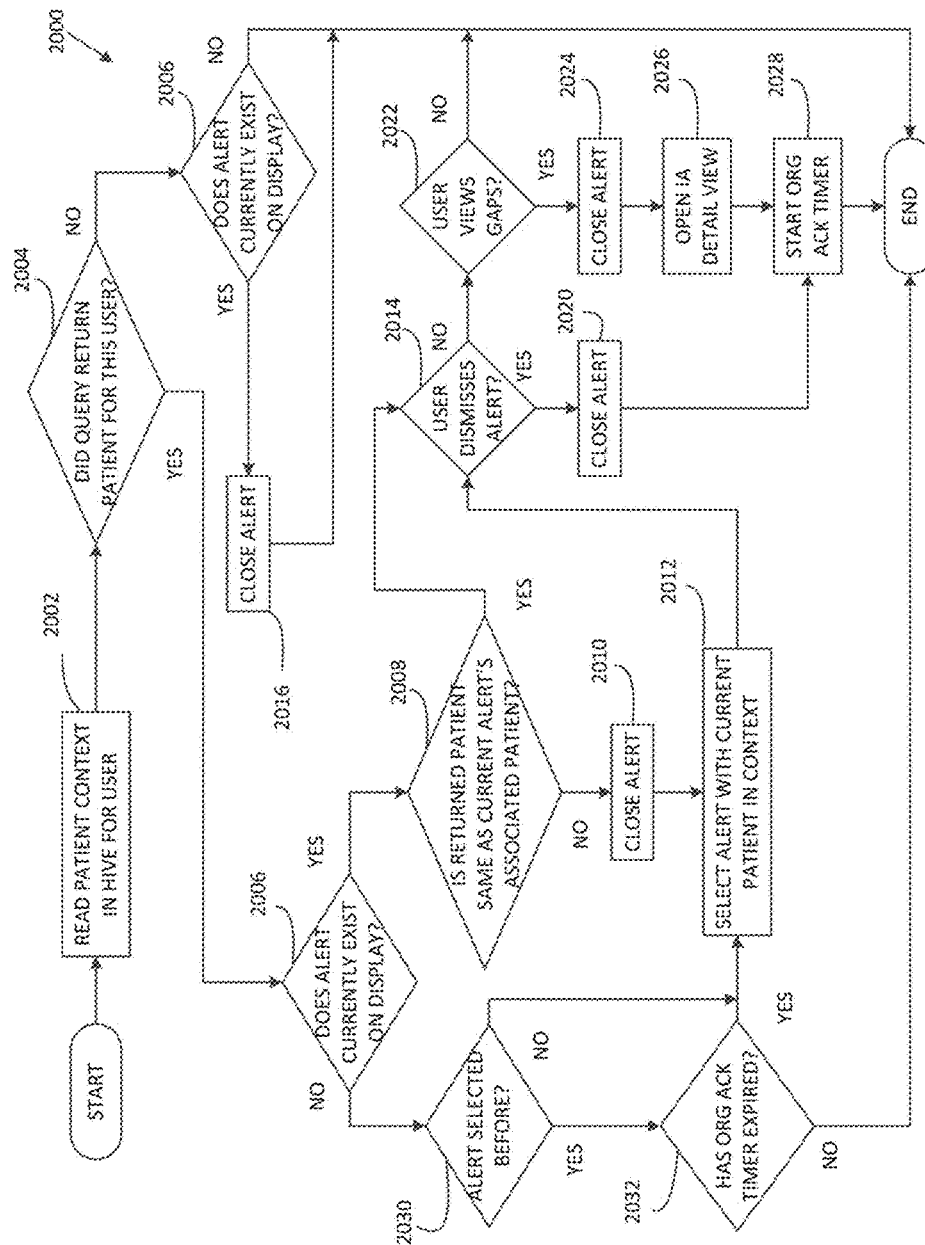 2000
START
READ PATIENT CONTEXT
IN HIVE FOR USER
2002
DID QUERY RETURN
PATIENT FOR THIS USER?
2004
NO
YES
DOES ALERT
CURRENTLY EXIST
ON DISPLAY?
2006
NO
YES
CLOSE ALERT
2016
DOES ALERT
CURRENTLY EXIST
ON DISPLAY?
2006
NO
YES
IS RETURNED PATIENT
SAME AS CURRENT ALERT'S
ASSOCIATED PATIENT?
2008
YES
NO
CLOSE ALERT
2010
ALERT SELECTED
BEFORE?
2030
NO
YES
HAS ORG ACK
TIMER EXPIRED?
2032
YES
NO
SELECT ALERT WITH CURRENT
PATIENT IN CONTEXT
2012
USER
DISMISSES
ALERT?
2014
NO
YES
CLOSE ALERT
2020
USER
VIEWS
GAPS?
2022
NO
YES
CLOSE ALERT
2024
OPEN IA
DETAIL VIEW
2026
START ORG
ACK TIMER
2028
END